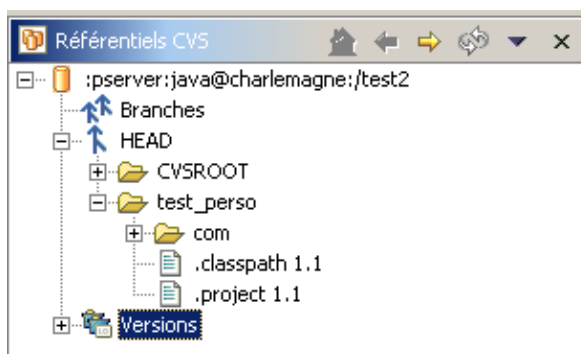 Référentiels CVS
:pserver:java@charlemagne:/test2
Branches
HEAD
CVSROOT
test_perso
com
.classpath 1.1
.project 1.1
Versions